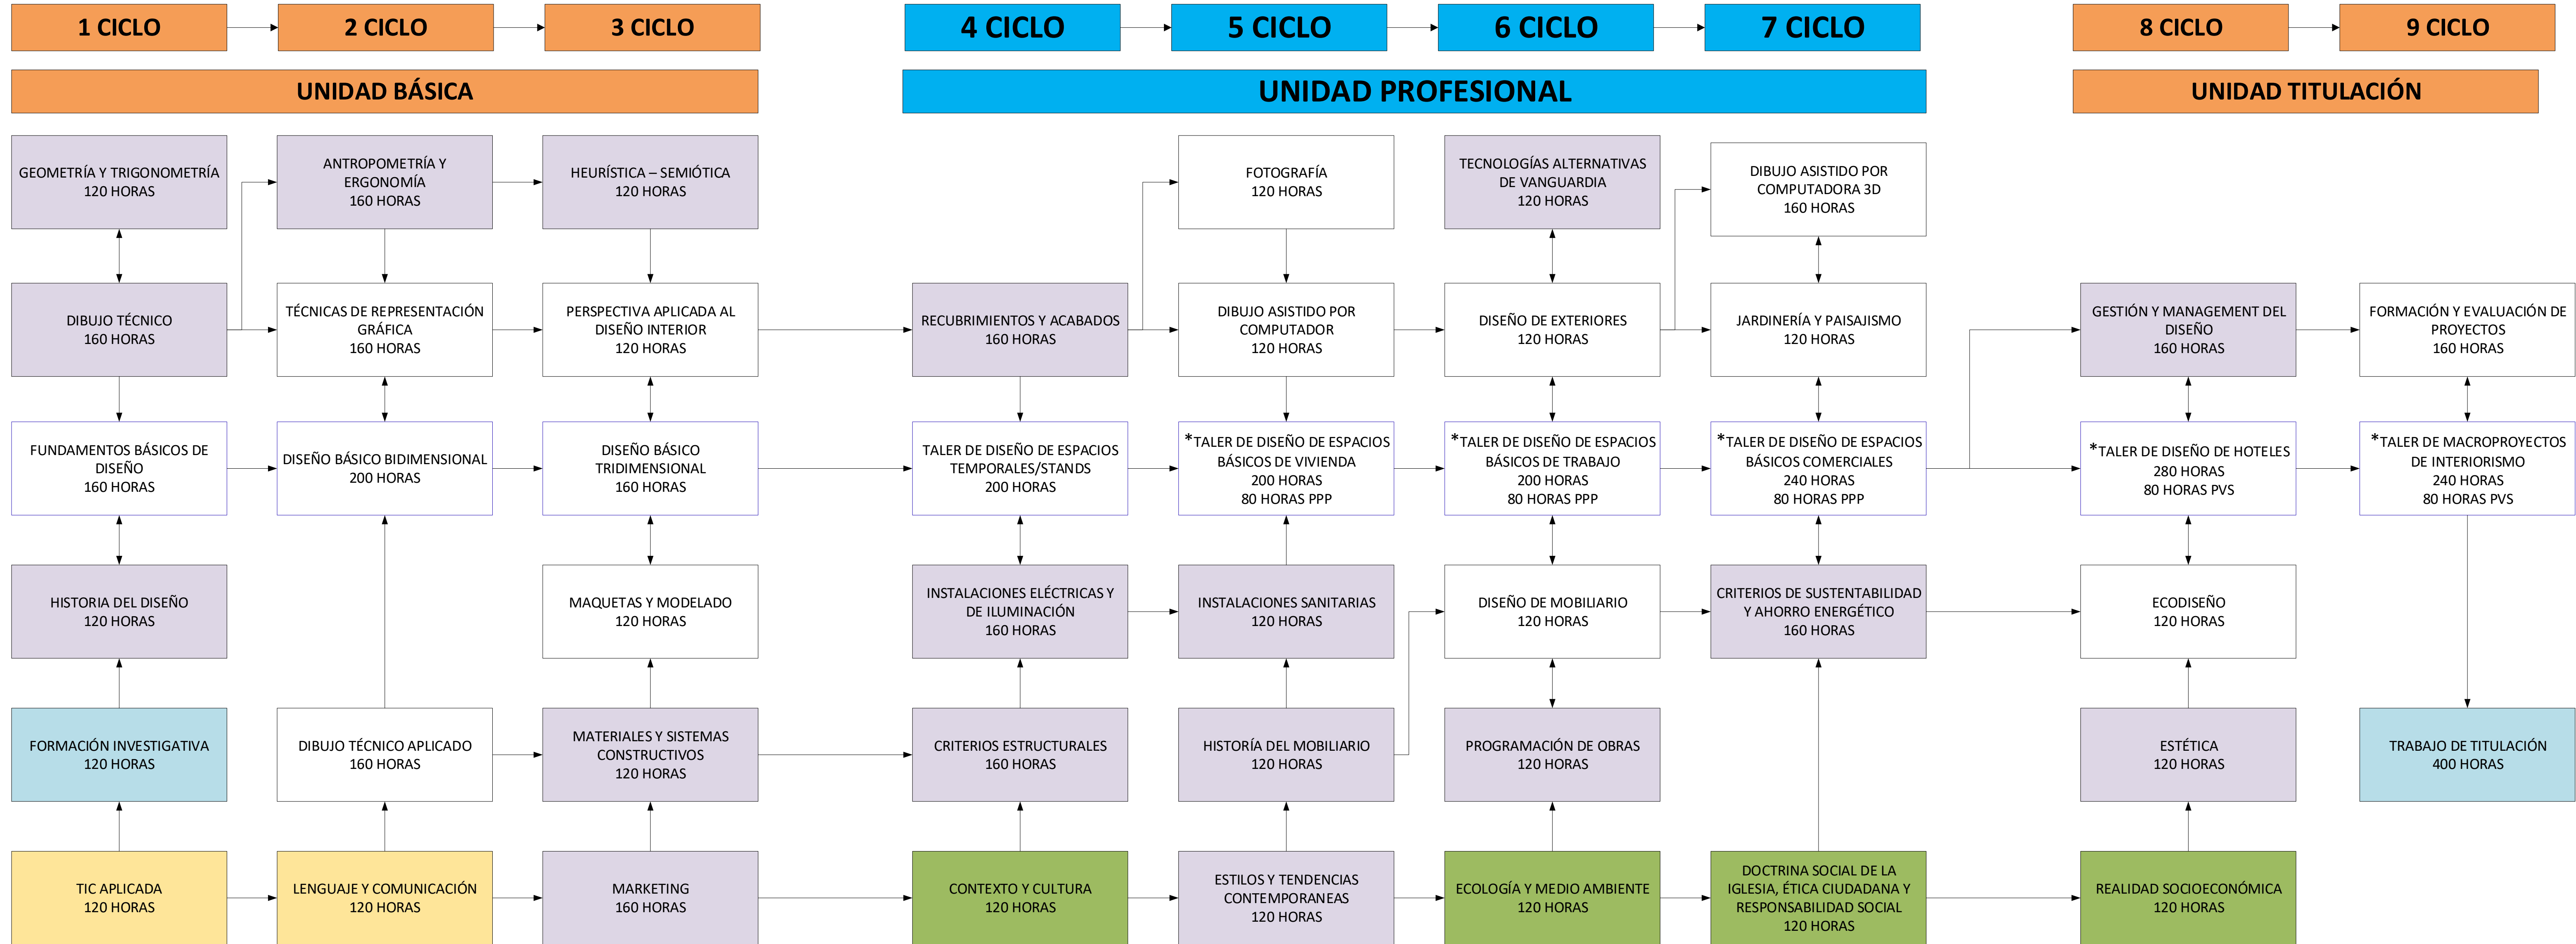 1 CICLO
2 CICLO
3 CICLO
4 CICLO
5 CICLO
6 CICLO
7 CICLO
8 CICLO
9 CICLO
UNIDAD BÁSICA
UNIDAD PROFESIONAL
UNIDAD TITULACIÓN
GEOMETRÍA Y TRIGONOMETRÍA
120 HORAS
ANTROPOMETRÍA Y
ERGONOMÍA
160 HORAS
HEURÍSTICA – SEMIÓTICA
120 HORAS
FOTOGRAFÍA
120 HORAS
TECNOLOGÍAS ALTERNATIVAS
DE VANGUARDIA
120 HORAS
DIBUJO ASISTIDO POR
COMPUTADORA 3D
160 HORAS
DIBUJO TÉCNICO
160 HORAS
TÉCNICAS DE REPRESENTACIÓN
GRÁFICA
160 HORAS
PERSPECTIVA APLICADA AL
DISEÑO INTERIOR
120 HORAS
RECUBRIMIENTOS Y ACABADOS
160 HORAS
DIBUJO ASISTIDO POR
COMPUTADOR
120 HORAS
DISEÑO DE EXTERIORES
120 HORAS
JARDINERÍA Y PAISAJISMO
120 HORAS
GESTIÓN Y MANAGEMENT DEL
DISEÑO
160 HORAS
FORMACIÓN Y EVALUACIÓN DE
PROYECTOS
160 HORAS
FUNDAMENTOS BÁSICOS DE
DISEÑO
160 HORAS
DISEÑO BÁSICO BIDIMENSIONAL
200 HORAS
DISEÑO BÁSICO
TRIDIMENSIONAL
160 HORAS
TALER DE DISEÑO DE ESPACIOS
TEMPORALES/STANDS
200 HORAS
*TALER DE DISEÑO DE ESPACIOS
BÁSICOS DE VIVIENDA
200 HORAS
80 HORAS PPP
*TALER DE DISEÑO DE ESPACIOS
BÁSICOS DE TRABAJO
200 HORAS
80 HORAS PPP
*TALER DE DISEÑO DE ESPACIOS
BÁSICOS COMERCIALES
240 HORAS
80 HORAS PPP
*TALER DE DISEÑO DE HOTELES
280 HORAS
80 HORAS PVS
*TALER DE MACROPROYECTOS
DE INTERIORISMO
240 HORAS
80 HORAS PVS
HISTORIA DEL DISEÑO
120 HORAS
MAQUETAS Y MODELADO
120 HORAS
INSTALACIONES ELÉCTRICAS Y
DE ILUMINACIÓN
160 HORAS
INSTALACIONES SANITARIAS
120 HORAS
DISEÑO DE MOBILIARIO
120 HORAS
CRITERIOS DE SUSTENTABILIDAD
Y AHORRO ENERGÉTICO
160 HORAS
ECODISEÑO
120 HORAS
FORMACIÓN INVESTIGATIVA
120 HORAS
DIBUJO TÉCNICO APLICADO
160 HORAS
MATERIALES Y SISTEMAS
CONSTRUCTIVOS
120 HORAS
CRITERIOS ESTRUCTURALES
160 HORAS
HISTORÍA DEL MOBILIARIO
120 HORAS
PROGRAMACIÓN DE OBRAS
120 HORAS
ESTÉTICA
120 HORAS
TRABAJO DE TITULACIÓN
400 HORAS
TIC APLICADA
120 HORAS
LENGUAJE Y COMUNICACIÓN
120 HORAS
MARKETING
160 HORAS
CONTEXTO Y CULTURA
120 HORAS
ESTILOS Y TENDENCIAS
CONTEMPORANEAS
120 HORAS
ECOLOGÍA Y MEDIO AMBIENTE
120 HORAS
DOCTRINA SOCIAL DE LA
IGLESIA, ÉTICA CIUDADANA Y
RESPONSABILIDAD SOCIAL
120 HORAS
REALIDAD SOCIOECONÓMICA
120 HORAS